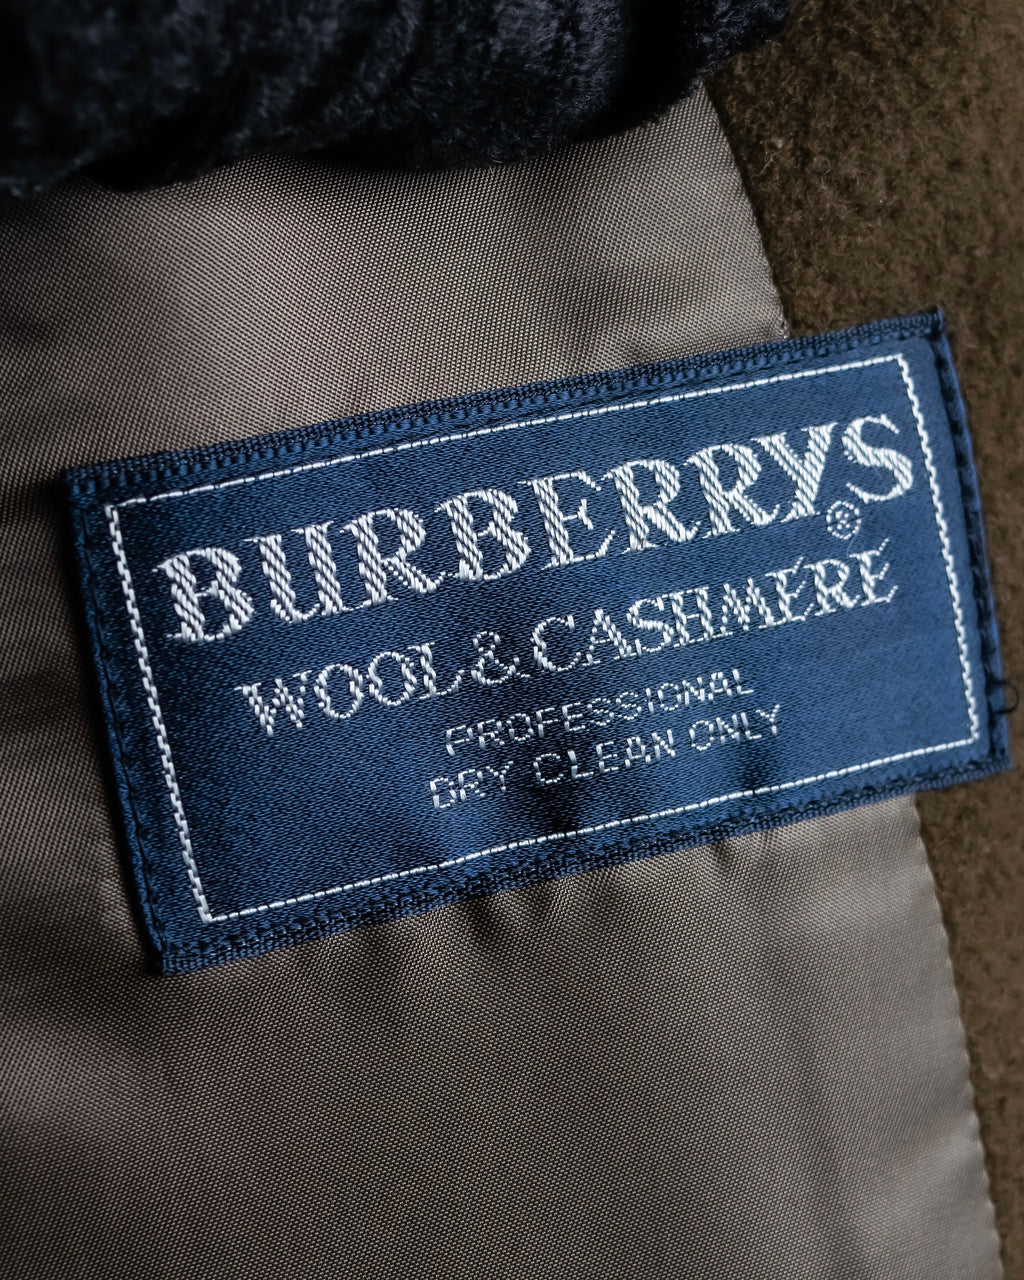 BURBERRYS®
WOOL & CASHMERE
PROFESSIONAL
DRY CLEAN ONLY